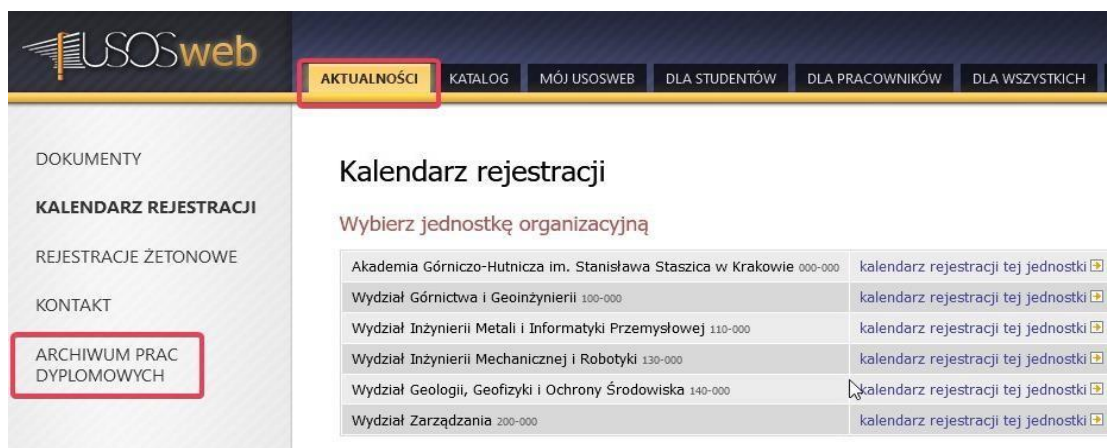 USOSweb
AKTUALNOŚCI KATALOG MÓJ USOSWEB DLA STUDENTÓW DLA PRACOWNIKÓW DLA WSZYSTKICH
DOKUMENTY
KALENDARZ REJESTRACJI
REJESTRACJE ŻETONOWE
KONTAKT
ARCHIWUM PRAC
DYPLOMOWYCH
Kalendarz rejestracji
Wybierz jednostkę organizacyjną
Akademia Górniczo-Hutnicza im. Stanisława Staszica w Krakowie 000-000 kalendarz rejestracji tej jednostki
Wydział Górnictwa i Geoinżynierii 100-000 kalendarz rejestracji tej jednostki
Wydział Inżynierii Metali i Informatyki Przemysłowej 110-000 kalendarz rejestracji tej jednostki
Wydział Inżynierii Mechanicznej i Robotyki 130-000 kalendarz rejestracji tej jednostki
Wydział Geologii, Geofizyki i Ochrony Środowiska 140-000 kalendarz rejestracji tej jednostki
Wydział Zarządzania 200-000 kalendarz rejestracji tej jednostki